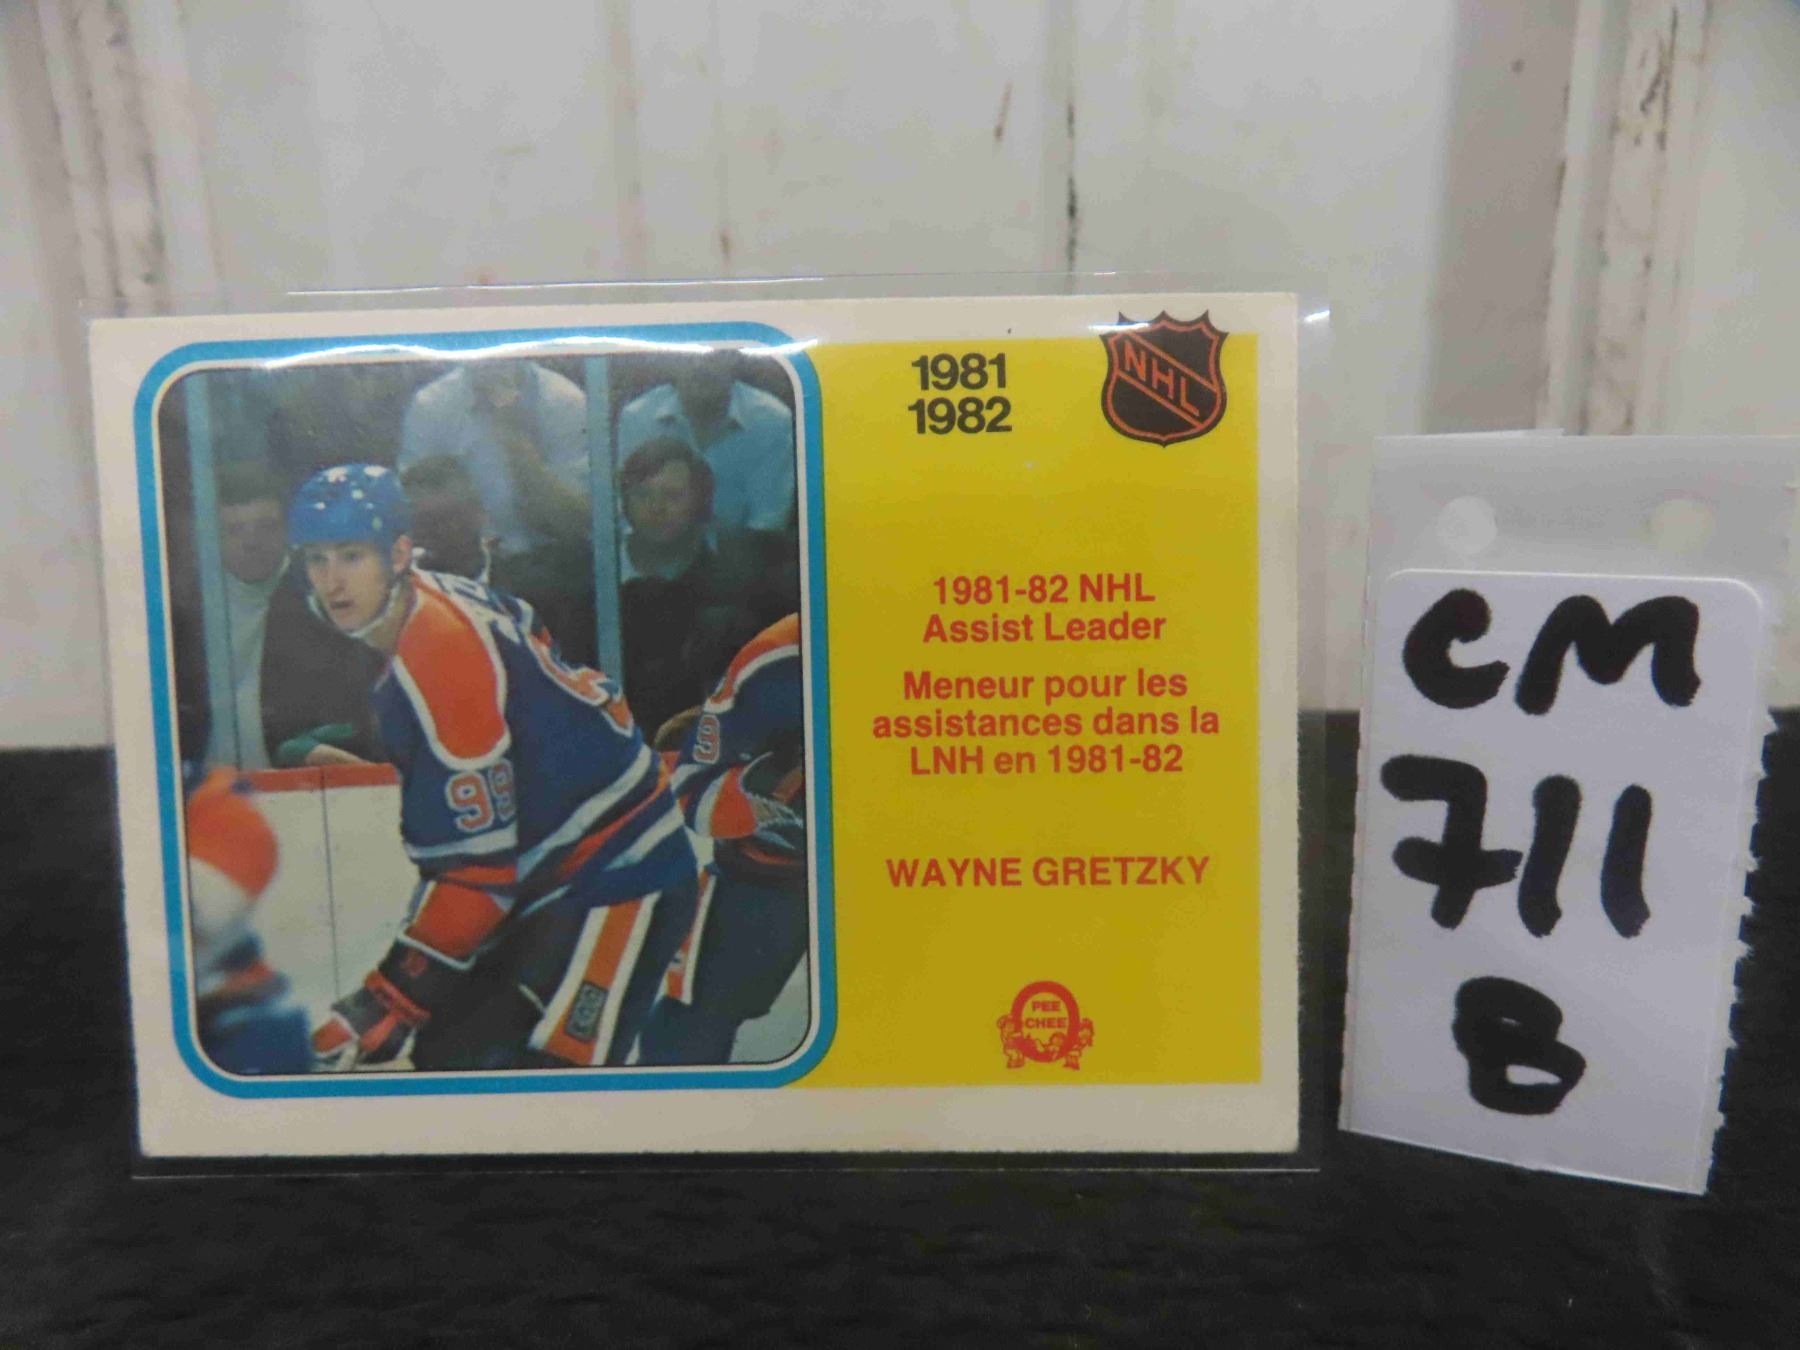 1981
1982
NHL
1981-82 NHL
Assist Leader
Meneur pour les
assistances dans la
LNH en 1981-82
WAYNE GRETZKY
PEE
CHEE
99
9
CM
711
B